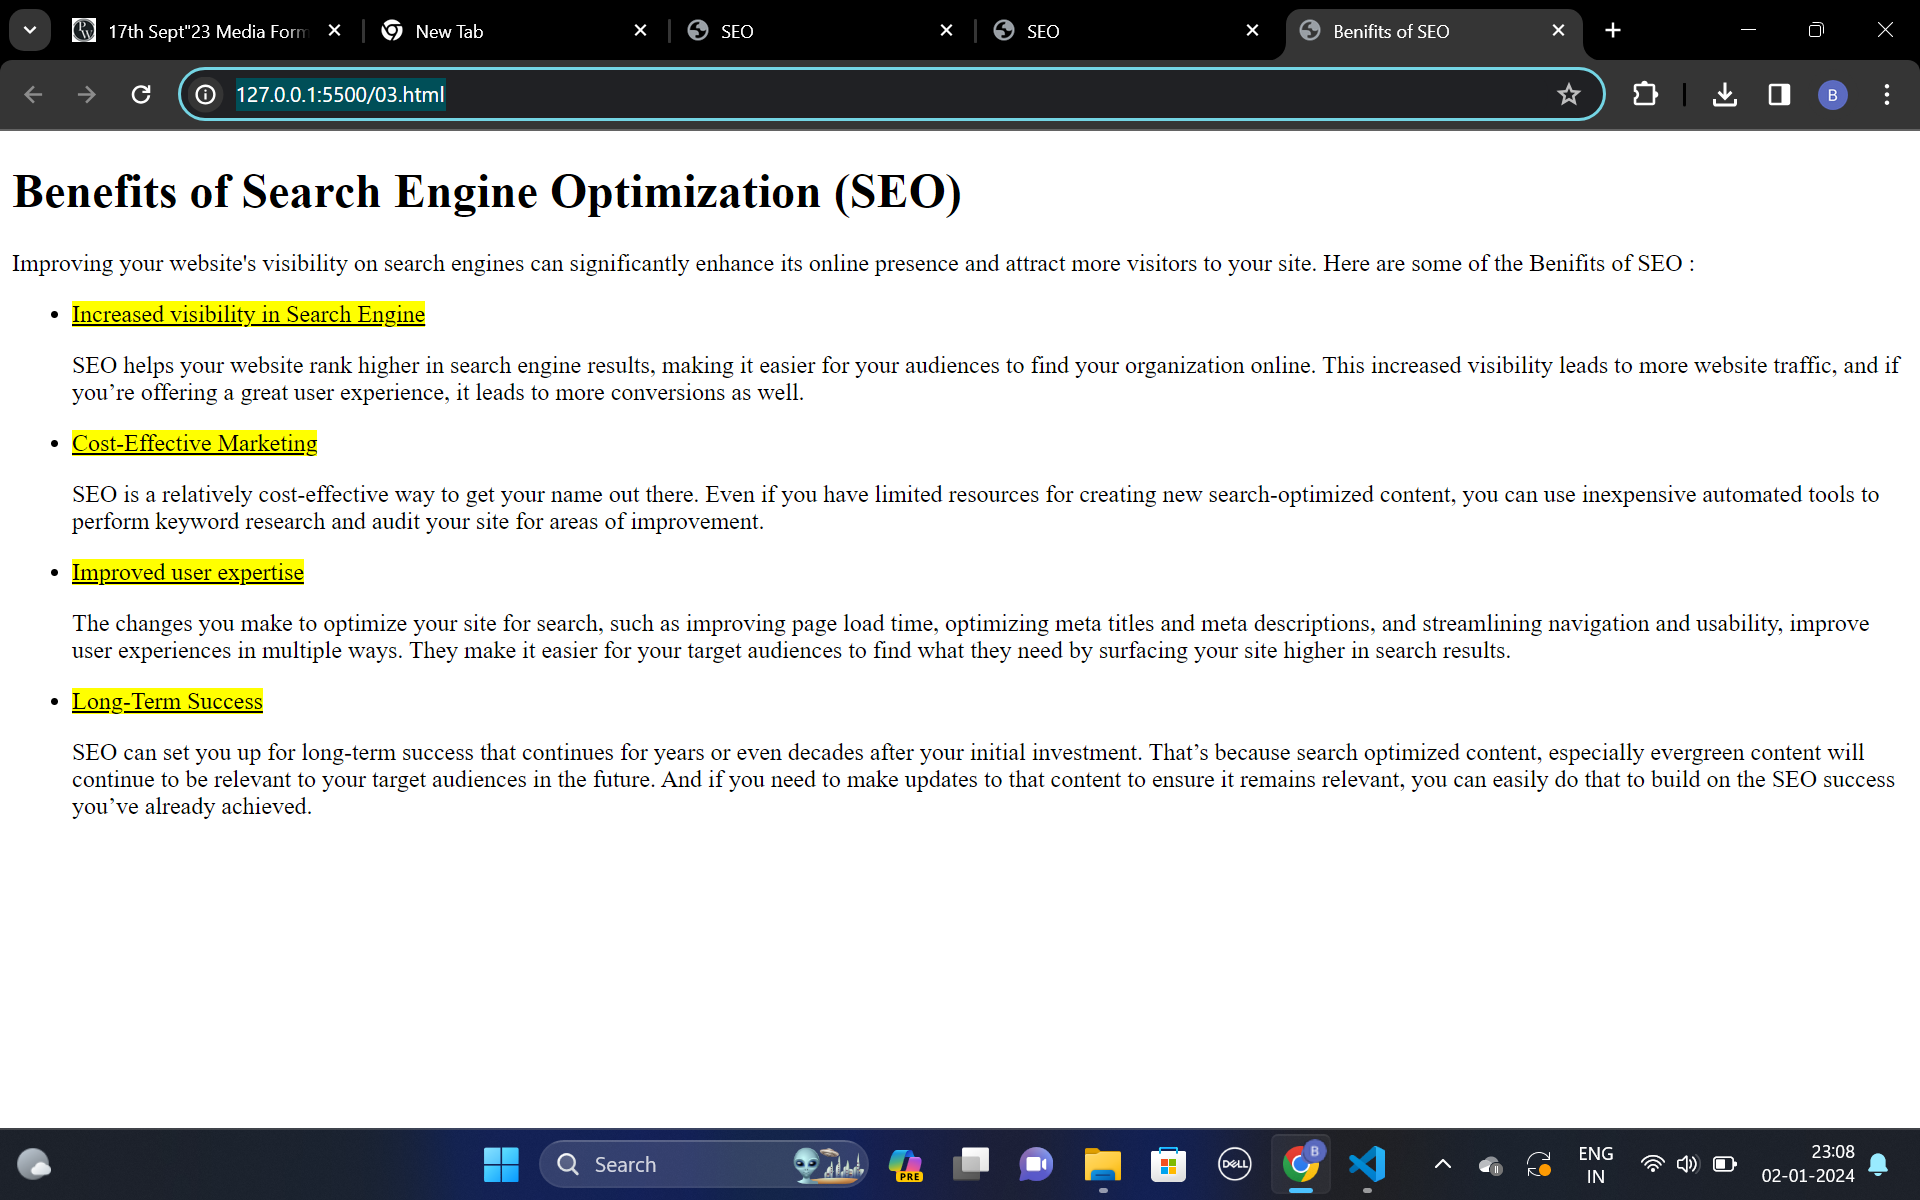 17th Sept"23 Media Form
New Tab
SEO
SEO
Benifits of SEO
127.0.0.1:5500/03.html
B
Benefits of Search Engine Optimization (SEO)
Improving your website's visibility on search engines can significantly enhance its online presence and attract more visitors to your site. Here are some of the Benifits of SEO :
Increased visibility in Search Engine
SEO helps your website rank higher in search engine results, making it easier for your audiences to find your organization online. This increased visibility leads to more website traffic, and if
you’re offering a great user experience, it leads to more conversions as well.
Cost-Effective Marketing
SEO is a relatively cost-effective way to get your name out there. Even if you have limited resources for creating new search-optimized content, you can use inexpensive automated tools to
perform keyword research and audit your site for areas of improvement.
Improved user expertise
The changes you make to optimize your site for search, such as improving page load time, optimizing meta titles and meta descriptions, and streamlining navigation and usability, improve
user experiences in multiple ways. They make it easier for your target audiences to find what they need by surfacing your site higher in search results.
Long-Term Success
SEO can set you up for long-term success that continues for years or even decades after your initial investment. That’s because search optimized content, especially evergreen content will
continue to be relevant to your target audiences in the future. And if you need to make updates to that content to ensure it remains relevant, you can easily do that to build on the SEO success
you’ve already achieved.
Search
PRE
DELL
B
ENG
IN
23:08
02-01-2024